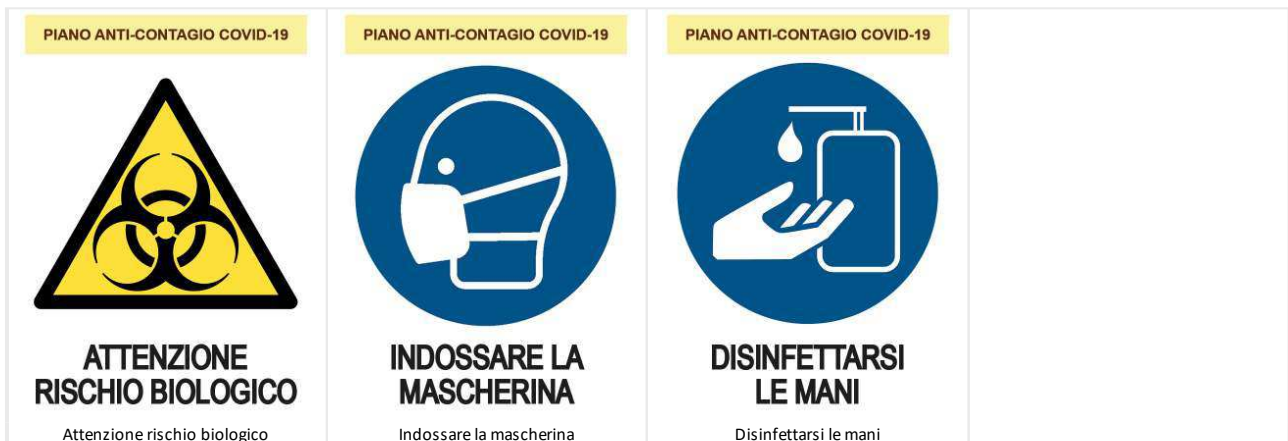 PIANO ANTI-CONTAGIO COVID-19
ATTENZIONE
RISCHIO BIOLOGICO
Attenzione rischio biologico
PIANO ANTI-CONTAGIO COVID-19
INDOSSARE LA
MASCHERINA
Indossare la mascherina
PIANO ANTI-CONTAGIO COVID-19
DISINFETTARSI
LE MANI
Disinfettarsi le mani